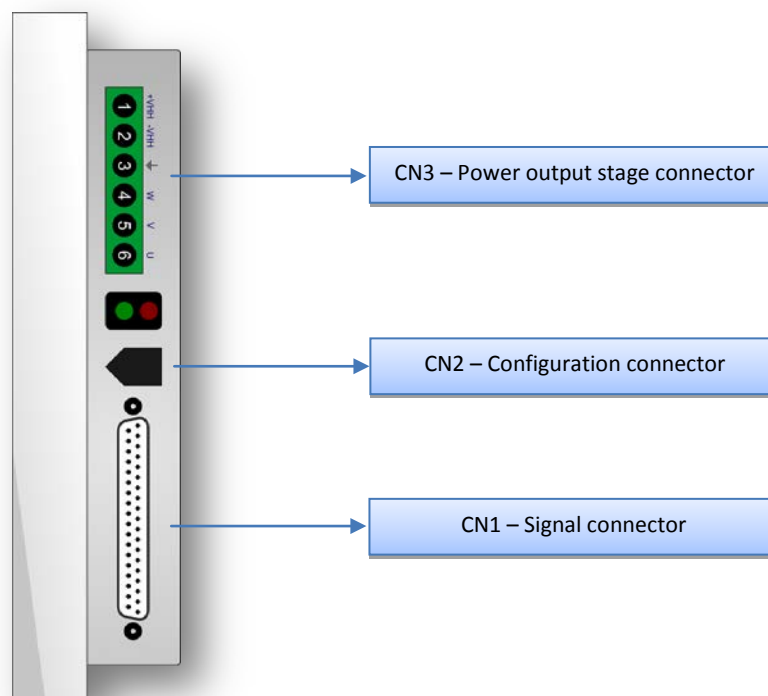 1 +VHH
2 -VHH
3
4 W
5 V
6 U
CN3 – Power output stage connector
CN2 – Configuration connector
CN1 – Signal connector